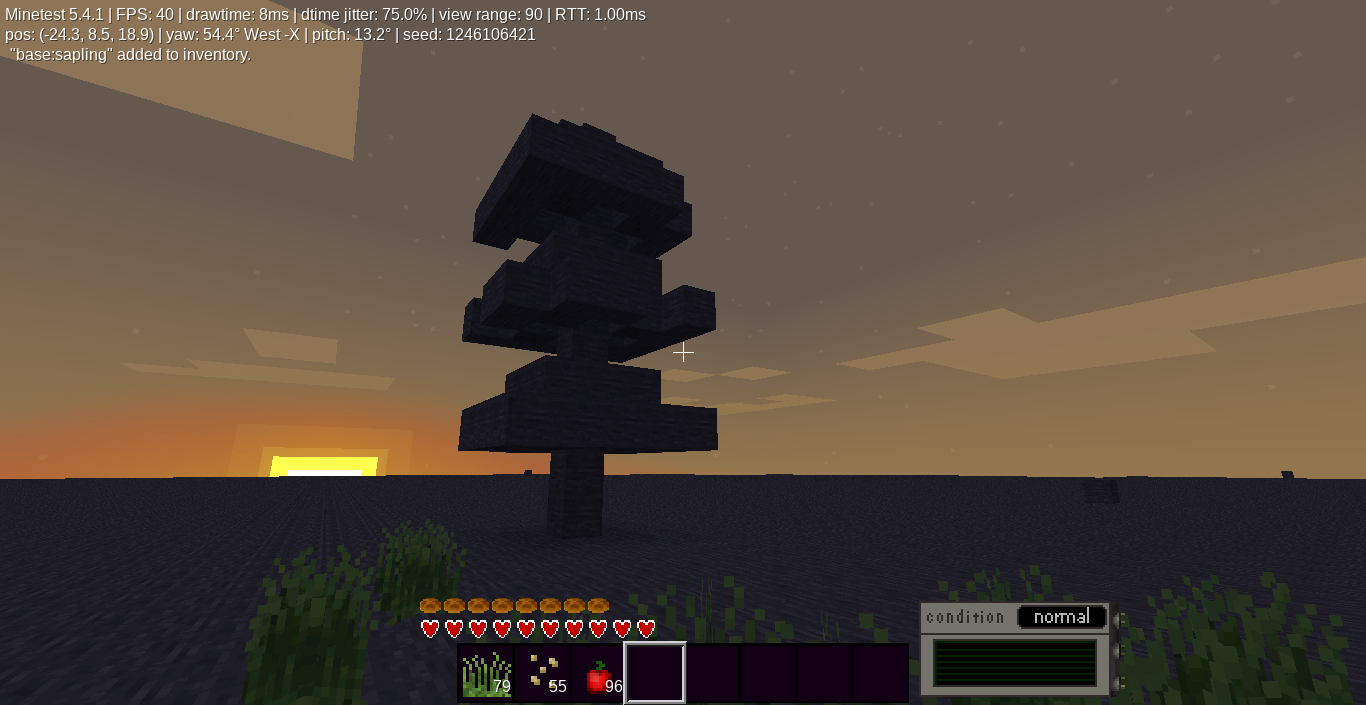 Minetest 5.4.1 | FPS: 40 | drawtime: 8ms | dtime jitter: 75.0% | view range: 90 | RTT: 1.00ms
pos: (-24.3, 8.5, 18.9) | yaw: 54.4° West -X | pitch: 13.2° | seed: 1246106421
"base:sapling" added to inventory.
condition normal
79 55 96